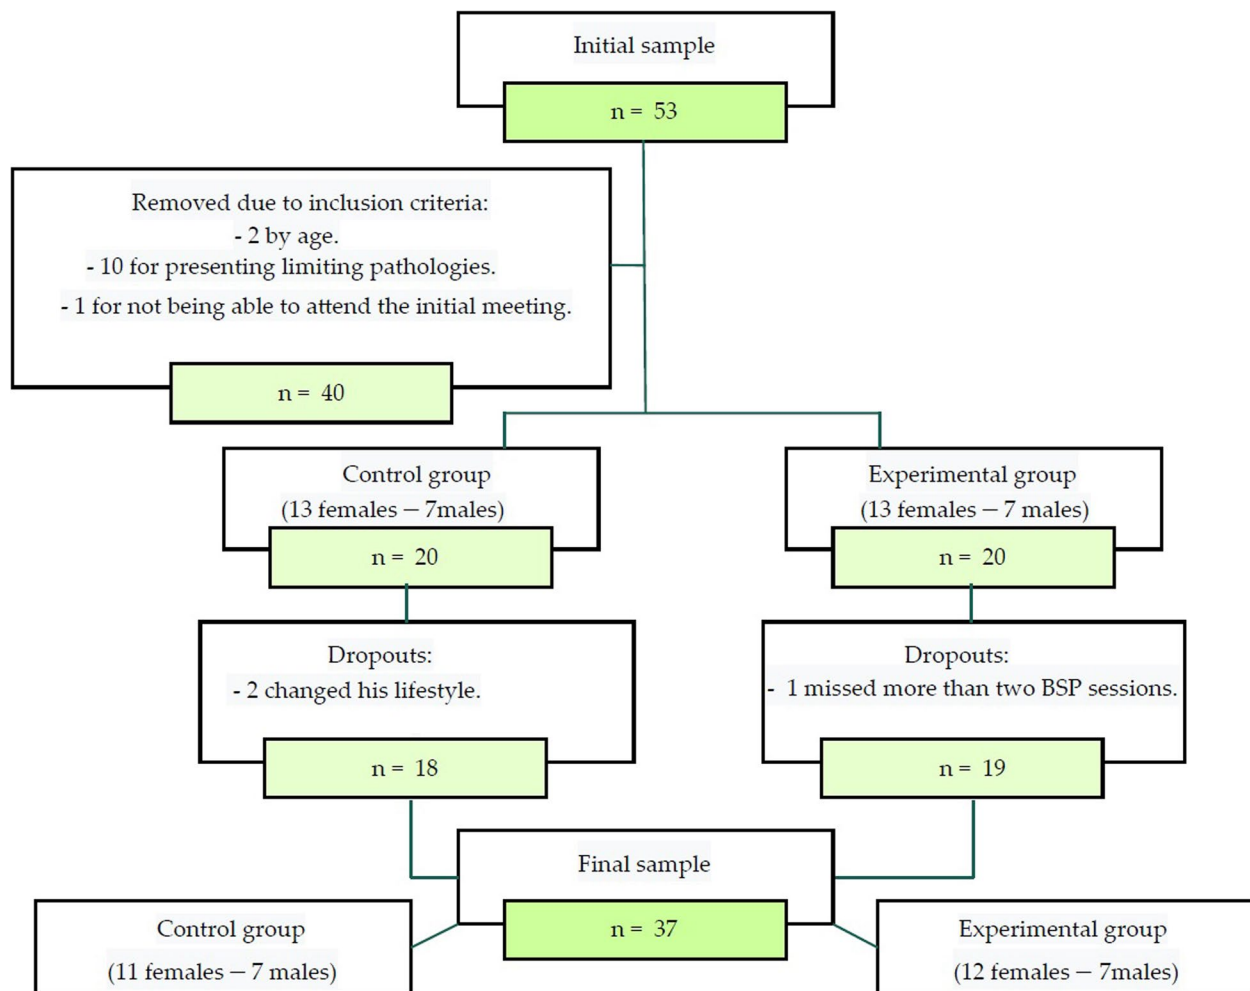 Initial sample
n = 53
Removed due to inclusion criteria:
- 2 by age.
- 10 for presenting limiting pathologies.
- 1 for not being able to attend the initial meeting.
n = 40
Control group
(13 females – 7males)
n = 20
Experimental group
(13 females – 7 males)
n = 20
Dropouts:
- 2 changed his lifestyle.
n = 18
Dropouts:
- 1 missed more than two BSP sessions.
n = 19
Final sample
n = 37
Control group
(11 females – 7 males)
Experimental group
(12 females – 7males)